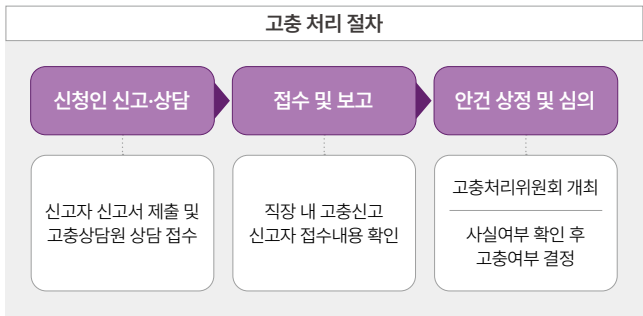 고충 처리 절차
신청인 신고·상담
접수 및 보고
안건 상정 및 심의
신고자 신고서 제출 및
고충상담원 상담 접수
직장 내 고충신고
신고자 접수내용 확인
고충처리위원회 개최
사실여부 확인 후
고충여부 결정